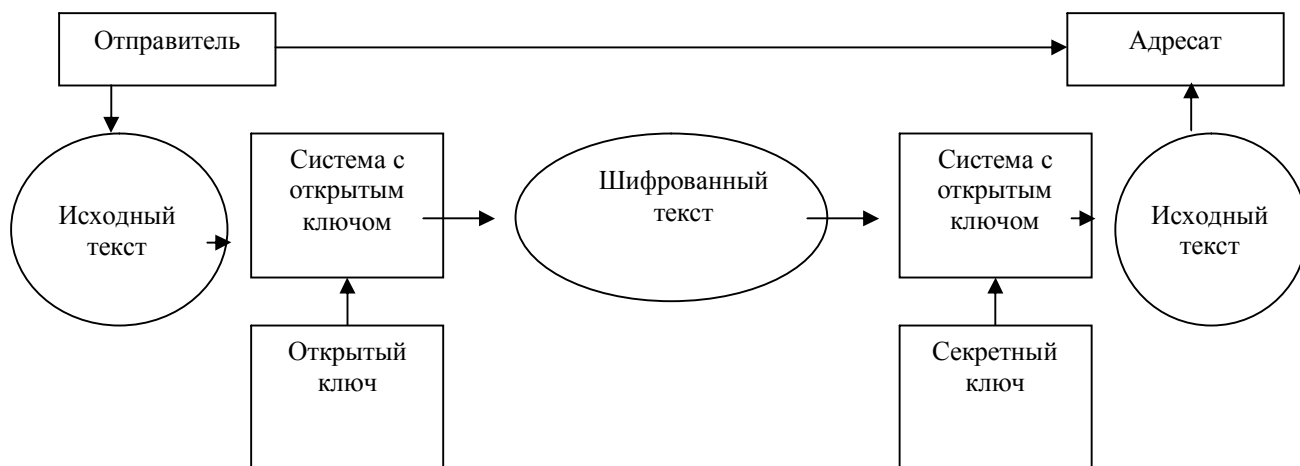 Отправитель
Адресат
Исходный
текст
Система с
открытым
ключом
Шифрованный
текст
Система с
открытым
ключом
Исходный
текст
Открытый
ключ
Секретный
ключ